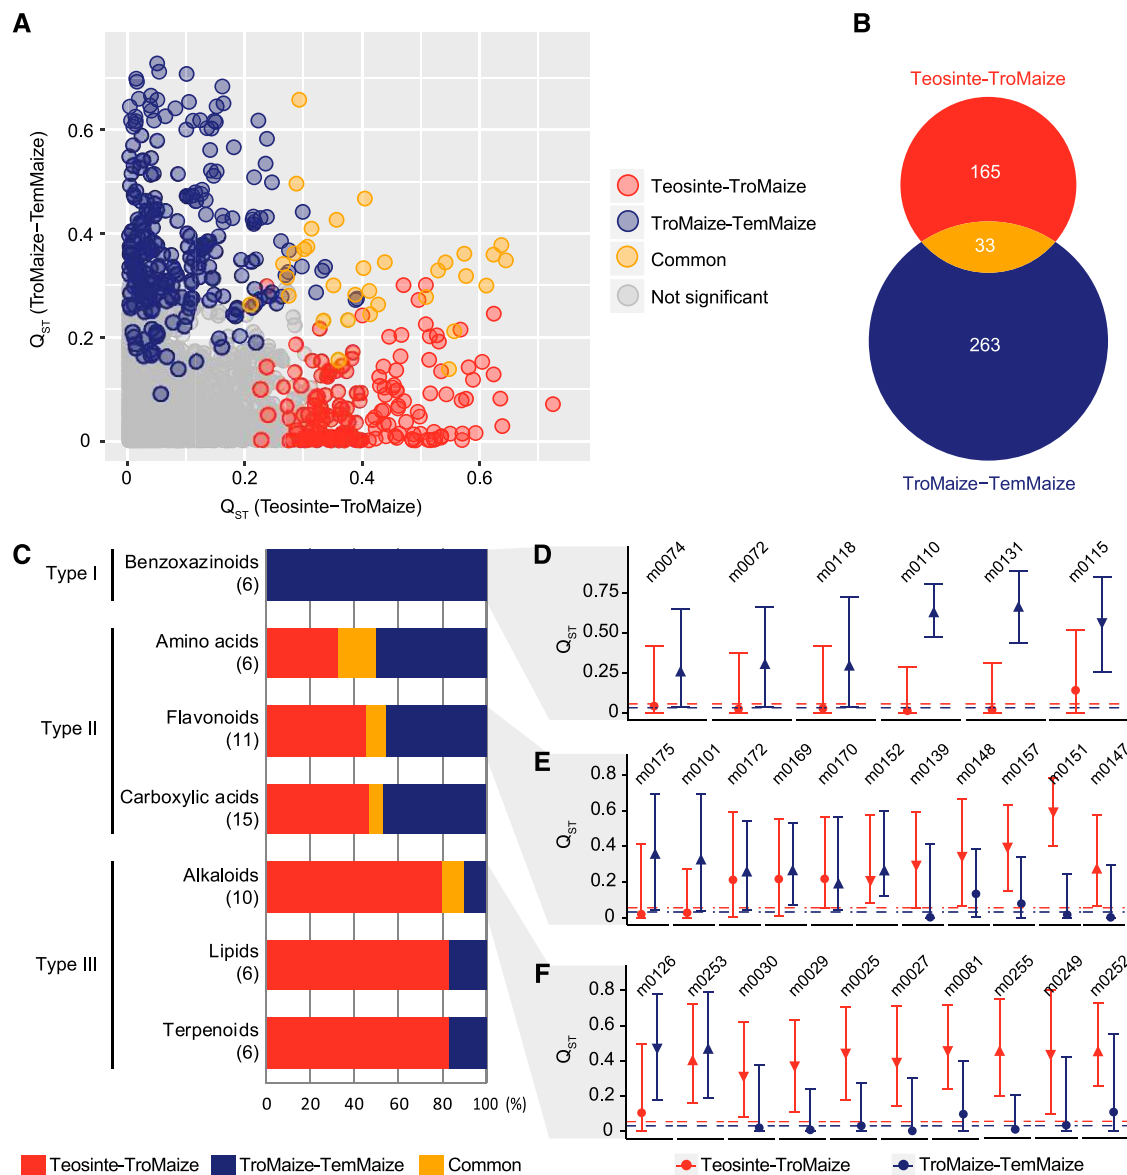 A
Q_ST (TroMaize−TemMaize)
0.6
0.4
0.2
0
0
0.2
0.4
0.6
Q_ST (Teosinte−TroMaize)
Teosinte-TroMaize
TroMaize-TemMaize
Common
Not significant
B
Teosinte-TroMaize
165
33
263
TroMaize−TemMaize
C
Type I
Benzoxazinoids
(6)
Type II
Amino acids
(6)
Flavonoids
(11)
Carboxylic acids
(15)
Type III
Alkaloids
(10)
Lipids
(6)
Terpenoids
(6)
0 20 40 60 80 100 (%)
Teosinte-TroMaize
TroMaize-TemMaize
Common
D
m0074 m0072 m0118 m0110 m0131 m0115
Q_ST
0.75
0.50
0.25
0
E
m0175 m0101 m0172 m0169 m0170 m0152 m0139 m0148 m0157 m0151 m0147
Q_ST
0.8
0.6
0.4
0.2
0
F
m0126 m0253 m0030 m0029 m0025 m0027 m0081 m0255 m0249 m0252
Q_ST
0.8
0.6
0.4
0.2
0
Teosinte-TroMaize
TroMaize-TemMaize